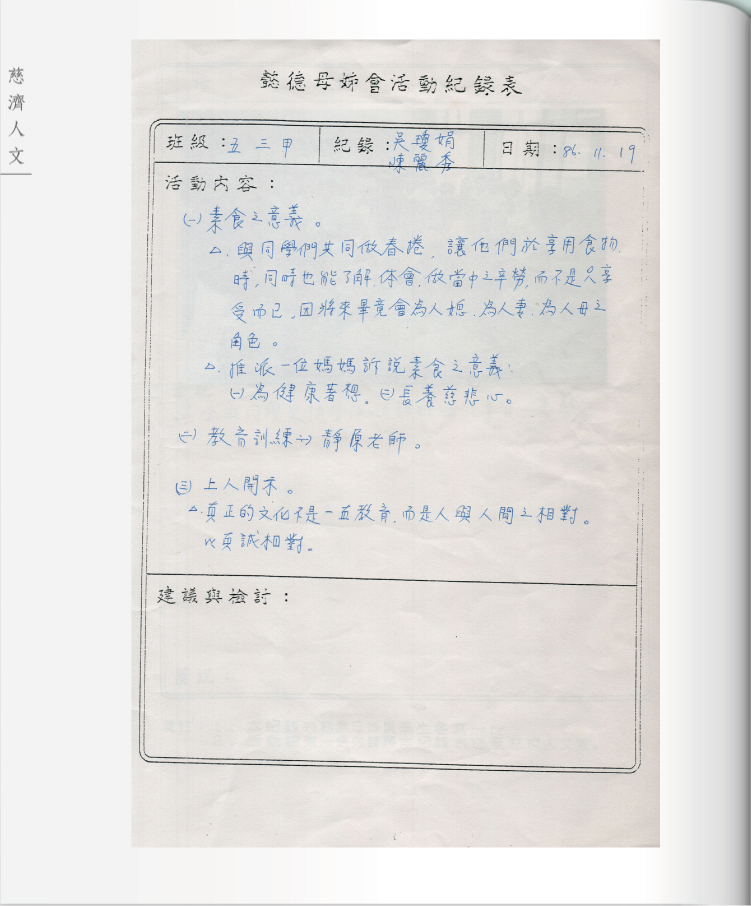 慈濟人文
懿德母姊會活動紀錄表
班級：五三甲
紀錄：吳瓊娟
陳麗秀
日期：86.11.19
活動內容：
(一)素食之意義。
△.與同學們共同做春捲，讓他們於享用食物
時，同時也能了解.体會.做當中之辛勞，而不是只享
受而已，因將來畢竟會為人媳.為人妻.為人母之
角色。
△.推派一位媽媽訴說素食之意義：
(一)為健康著想。(二)長養慈悲心。
(二)教育訓練→靜原老師。
(三)上人開示。
△.真正的文化不是一五教育，而是人與人間之相對。
以真誠相對。
建議與檢討：